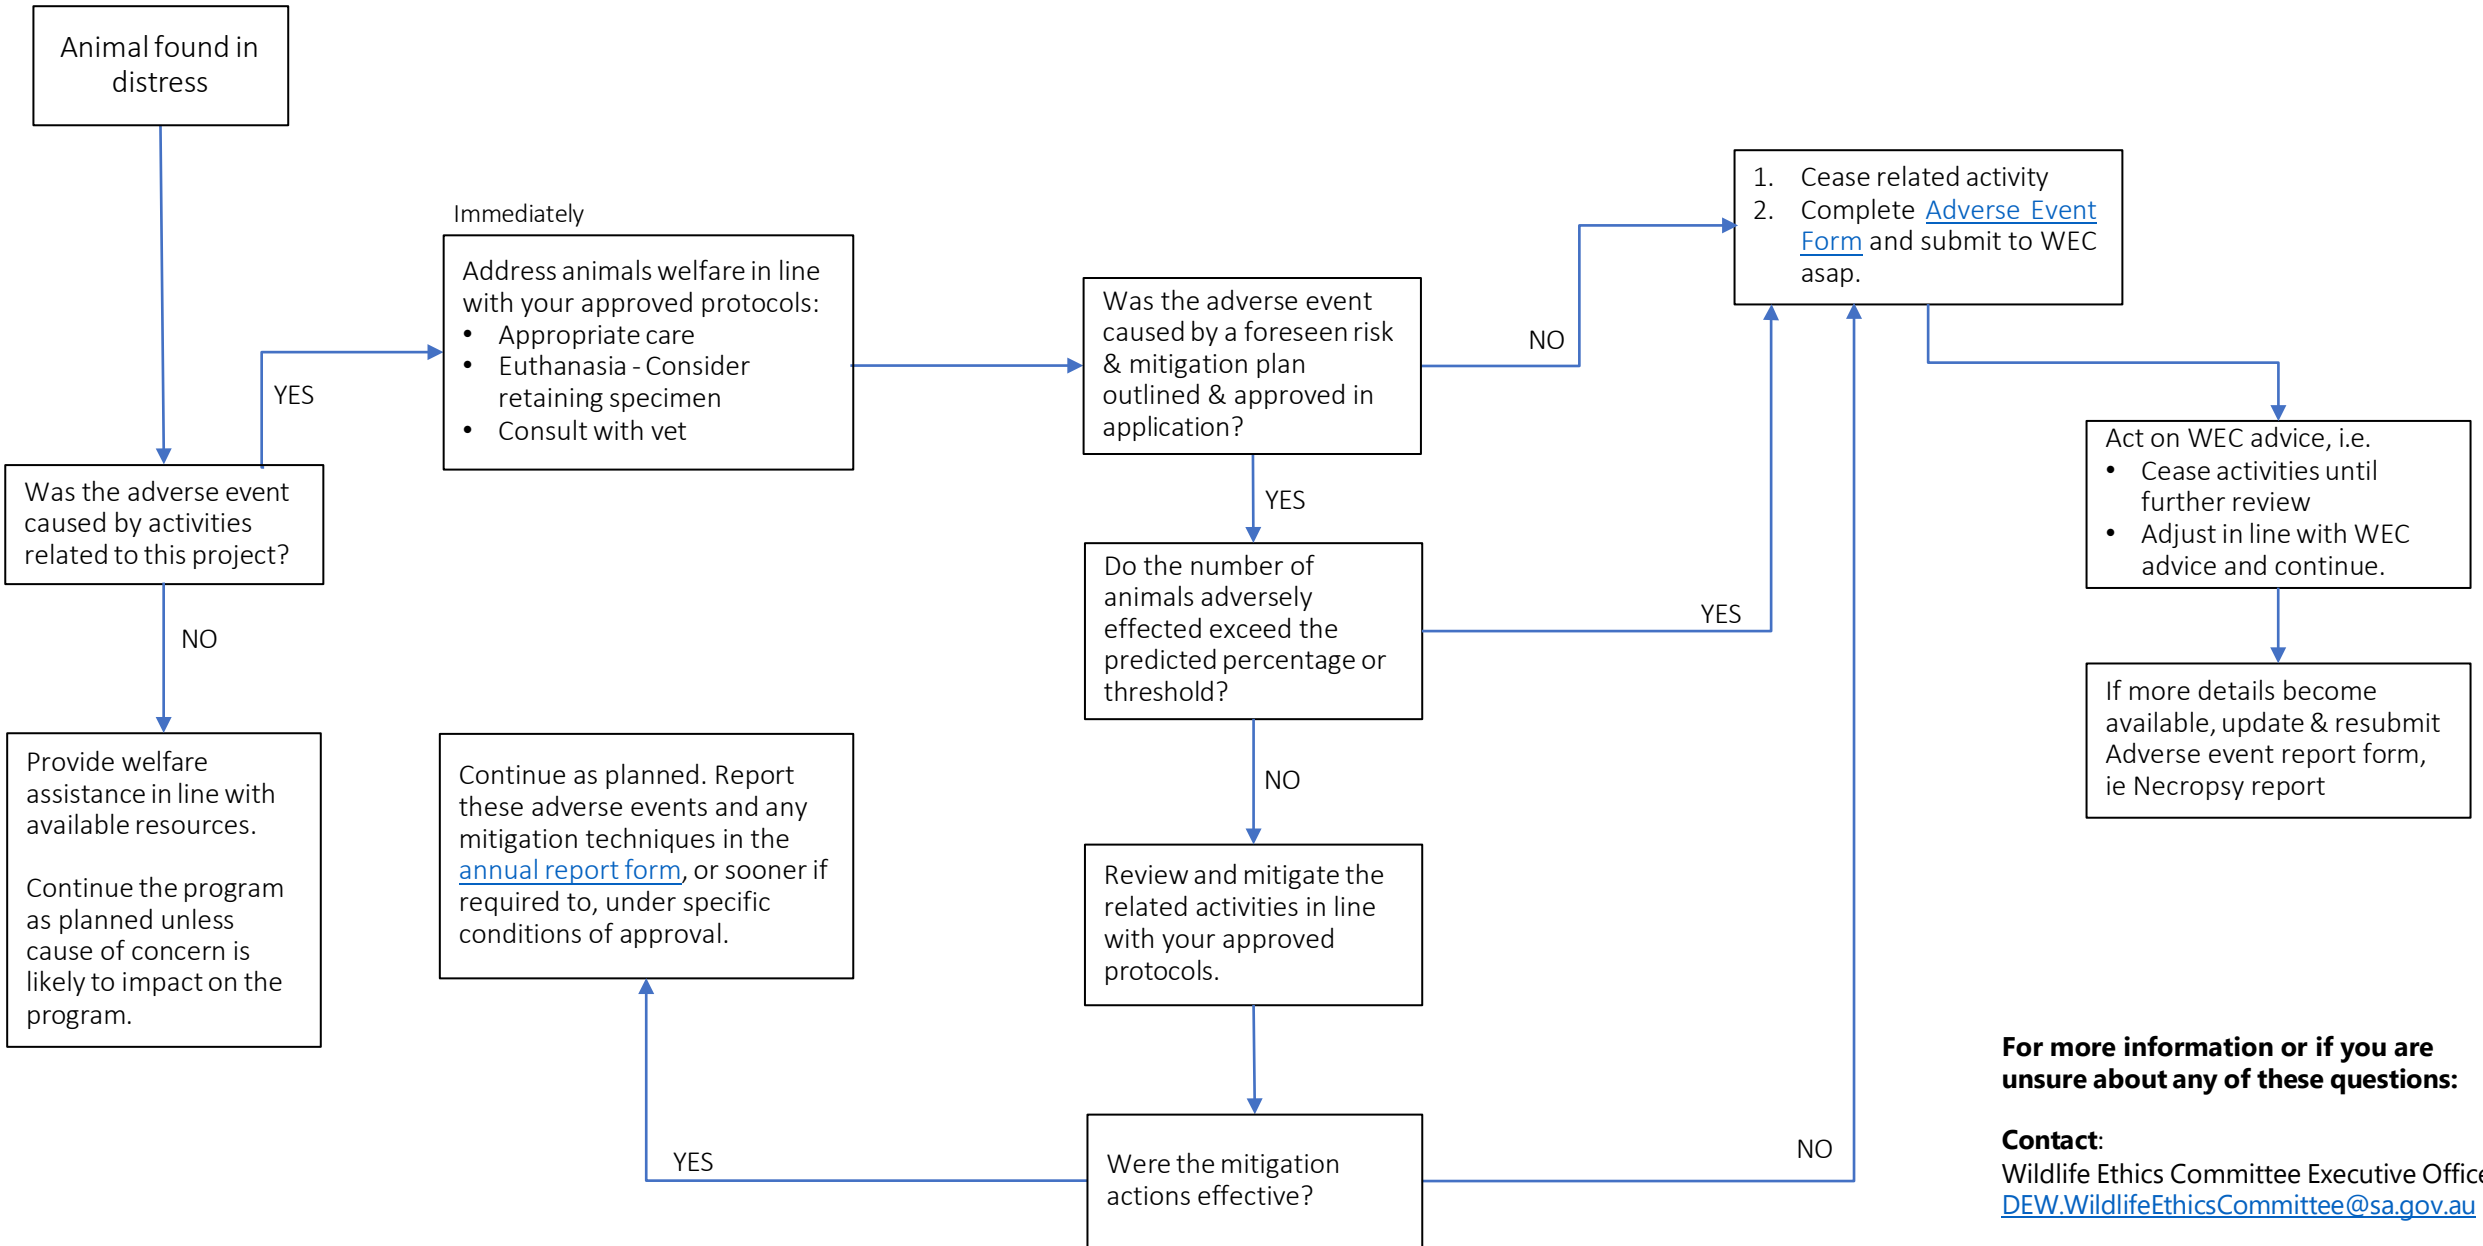 Animal found in
distress
Immediately
Address animals welfare in line
with your approved protocols:
• Appropriate care
• Euthanasia - Consider
retaining specimen
• Consult with vet
YES
Was the adverse event
caused by activities
related to this project?
NO
Provide welfare
assistance in line with
available resources.
Continue the program
as planned unless
cause of concern is
likely to impact on the
program.
Was the adverse event
caused by a foreseen risk
& mitigation plan
outlined & approved in
application?
NO
YES
Do the number of
animals adversely
effected exceed the
predicted percentage or
threshold?
YES
NO
Review and mitigate the
related activities in line
with your approved
protocols.
Were the mitigation
actions effective?
YES
NO
Continue as planned. Report
these adverse events and any
mitigation techniques in the
annual report form, or sooner if
required to, under specific
conditions of approval.
1. Cease related activity
2. Complete Adverse Event
Form and submit to WEC
asap.
Act on WEC advice, i.e.
• Cease activities until
further review
• Adjust in line with WEC
advice and continue.
If more details become
available, update & resubmit
Adverse event report form,
ie Necropsy report
For more information or if you are
unsure about any of these questions:
Contact:
Wildlife Ethics Committee Executive Office
DEW.WildlifeEthicsCommittee@sa.gov.au